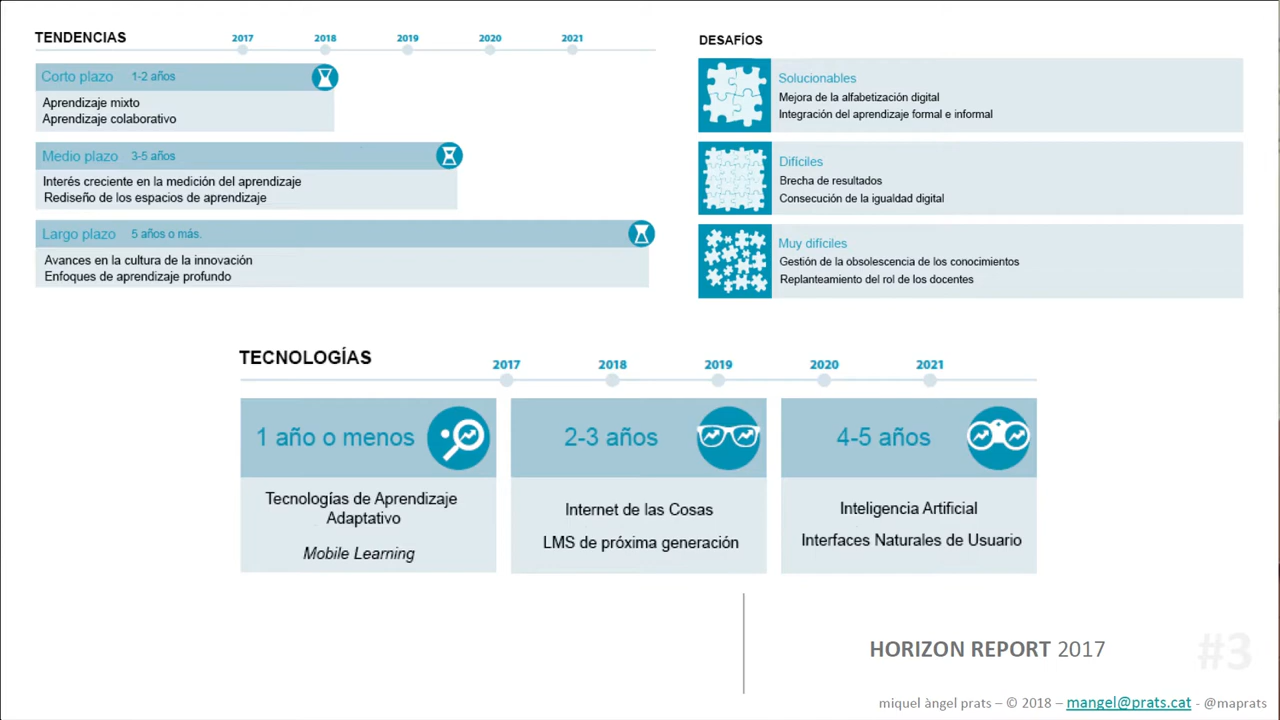 TENDENCIAS
2017 2018 2019 2020 2021
Corto plazo 1-2 años
Aprendizaje mixto
Aprendizaje colaborativo
Medio plazo 3-5 años
Interés creciente en la medición del aprendizaje
Rediseño de los espacios de aprendizaje
Largo plazo 5 años o más.
Avances en la cultura de la innovación
Enfoques de aprendizaje profundo
DESAFÍOS
Solucionables
Mejora de la alfabetización digital
Integración del aprendizaje formal e informal
Difíciles
Brecha de resultados
Consecución de la igualdad digital
Muy difíciles
Gestión de la obsolescencia de los conocimientos
Replanteamiento del rol de los docentes
TECNOLOGÍAS
2017 2018 2019 2020 2021
1 año o menos
Tecnologías de Aprendizaje
Adaptativo
Mobile Learning
2-3 años
Internet de las Cosas
LMS de próxima generación
4-5 años
Inteligencia Artificial
Interfaces Naturales de Usuario
HORIZON REPORT 2017
#3
miquel àngel prats – © 2018 – mangel@prats.cat - @maprats